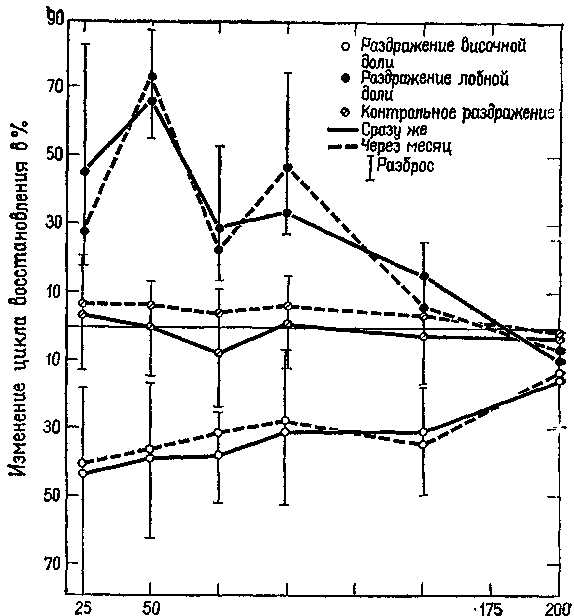 90
70
50
30
10
10
30
50
70
Изменение цикла восстановления в %
Раздражение височной
доли
Раздражение лобной
доли
Контрольное раздражение
Сразу же
Через месяц
Разброс
25 50 175 200